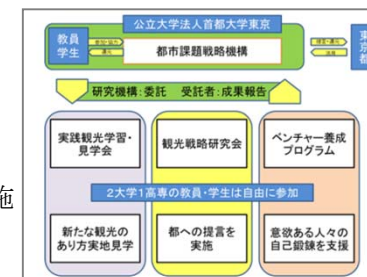 公立大学法人首都大学東京
教員
学生
都市課題戦略機構
東
京
都
研究機構:委託 受託者:成果報告
実践観光学習・
見学会
観光戦略研究会
ベンチャー養成
プログラム
施
2大学1高専の教員・学生は自由に参加
新たな観光の
あり方実地見学
都への提言を
実施
意欲ある人々の
自己鍛錬を支援